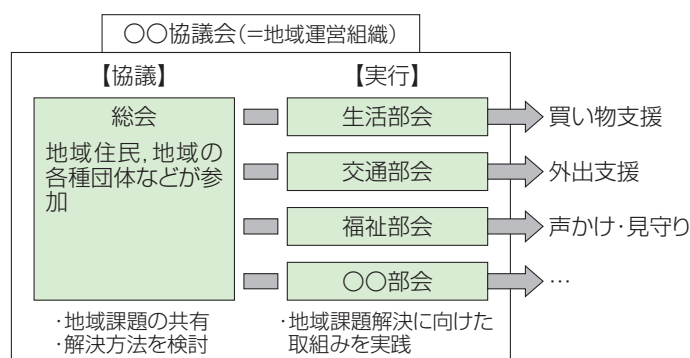 〇〇協議会(=地域運営組織)
【協議】
【実行】
総会
地域住民,地域の
各種団体などが参
加
生活部会
買い物支援
交通部会
外出支援
福祉部会
声かけ・見守り
〇〇部会
…
・地域課題の共有
・解決方法を検討
・地域課題解決に向けた
取組みを実践